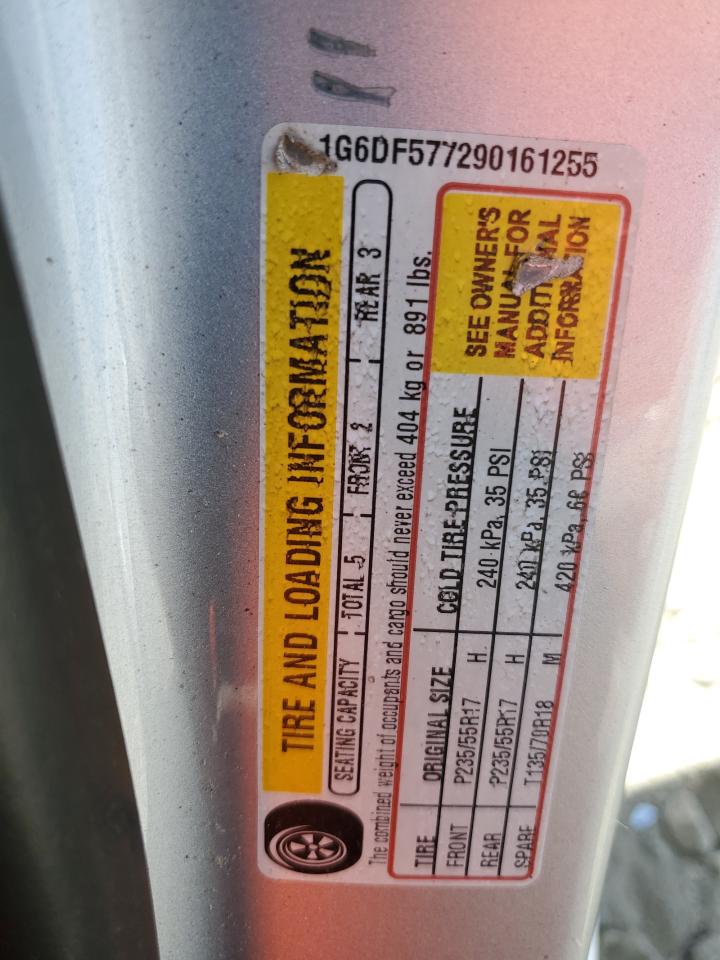 1G6DF577290161255
TIRE AND LOADING INFORMATION
SEATING CAPACITY TOTAL 5 FRONT 2 REAR 3
The combined weight of occupants and cargo should never exceed 404 kg or 891 lbs.
TIRE ORIGINAL SIZE COLD TIRE PRESSURE
FRONT P235/55R17 H 240 kPa, 35 PSI
REAR P235/55R17 H 240 kPa, 35 PSI
SPARE T135/70R18 M 420 kPa, 60 PSI
SEE OWNER'S
MANUAL FOR
ADDITIONAL
INFORMATION